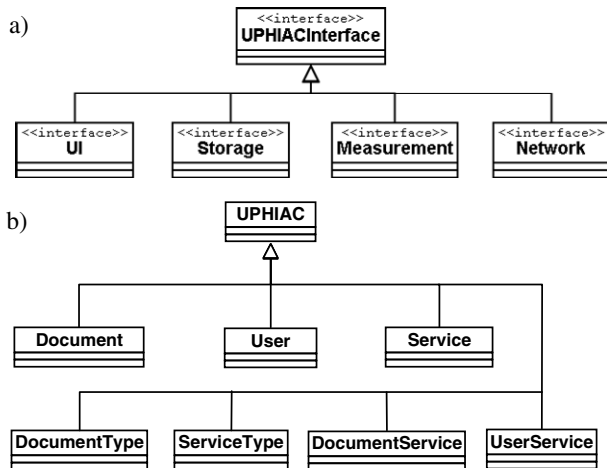 a)
<<interface>>
UPHIACInterface
<<interface>>
UI
<<interface>>
Storage
<<interface>>
Measurement
<<interface>>
Network
b)
UPHIAC
Document
User
Service
DocumentType
ServiceType
DocumentService
UserService